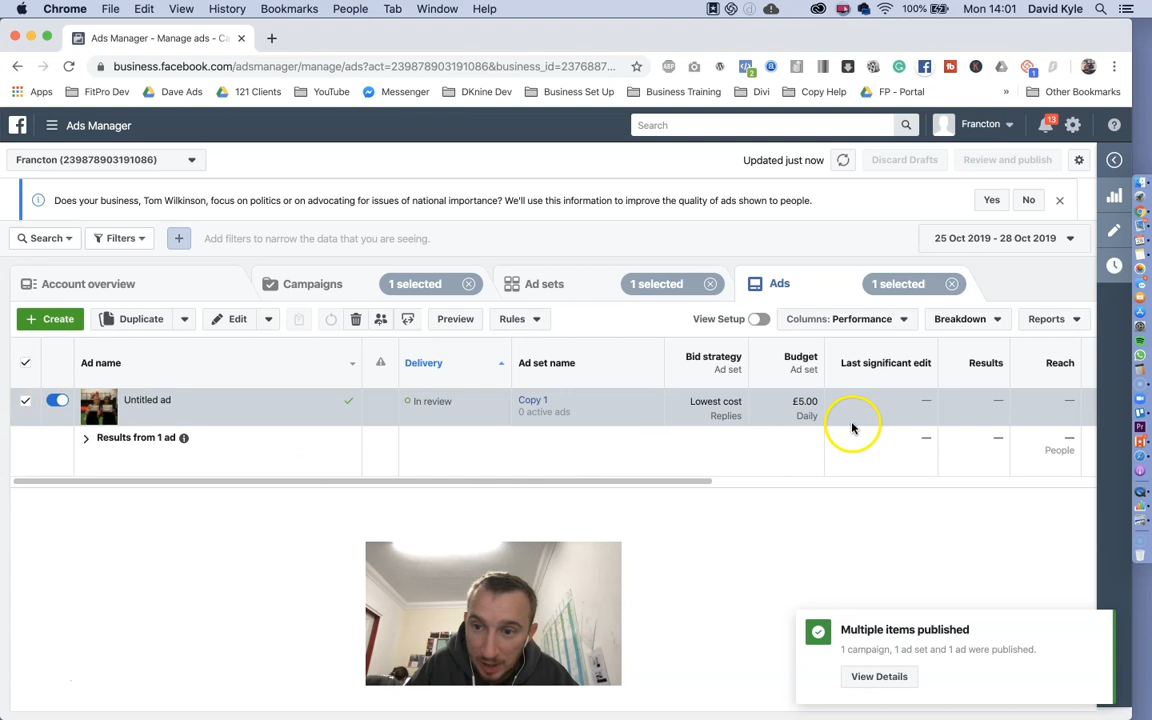 Chrome File Edit View History Bookmarks People Tab Window Help 100% Mon 14:01 David Kyle
Ads Manager - Manage ads - Ca
business.facebook.com/adsmanager/manage/ads?act=239878903191086&business_id=2376887...
Apps FitPro Dev Dave Ads 121 Clients YouTube Messenger DKnine Dev Business Set Up Business Training Divi Copy Help FP - Portal » Other Bookmarks
Ads Manager Search Francton 13
Francton (239878903191086) Updated just now Discard Drafts Review and publish
Does your business, Tom Wilkinson, focus on politics or on advocating for issues of national importance? We'll use this information to improve the quality of ads shown to people. Yes No
Search Filters + Add filters to narrow the data that you are seeing. 25 Oct 2019 - 28 Oct 2019
Account overview Campaigns 1 selected Ad sets 1 selected Ads 1 selected
+ Create Duplicate Edit Preview Rules View Setup Columns: Performance Breakdown Reports
Ad name Delivery Ad set name Bid strategy Budget Last significant edit Results Reach
Ad set Ad set
Untitled ad In review Copy 1 Lowest cost £5.00 — — —
0 active ads Replies Daily
Results from 1 ad — — —
People
Multiple items published
1 campaign, 1 ad set and 1 ad were published.
View Details